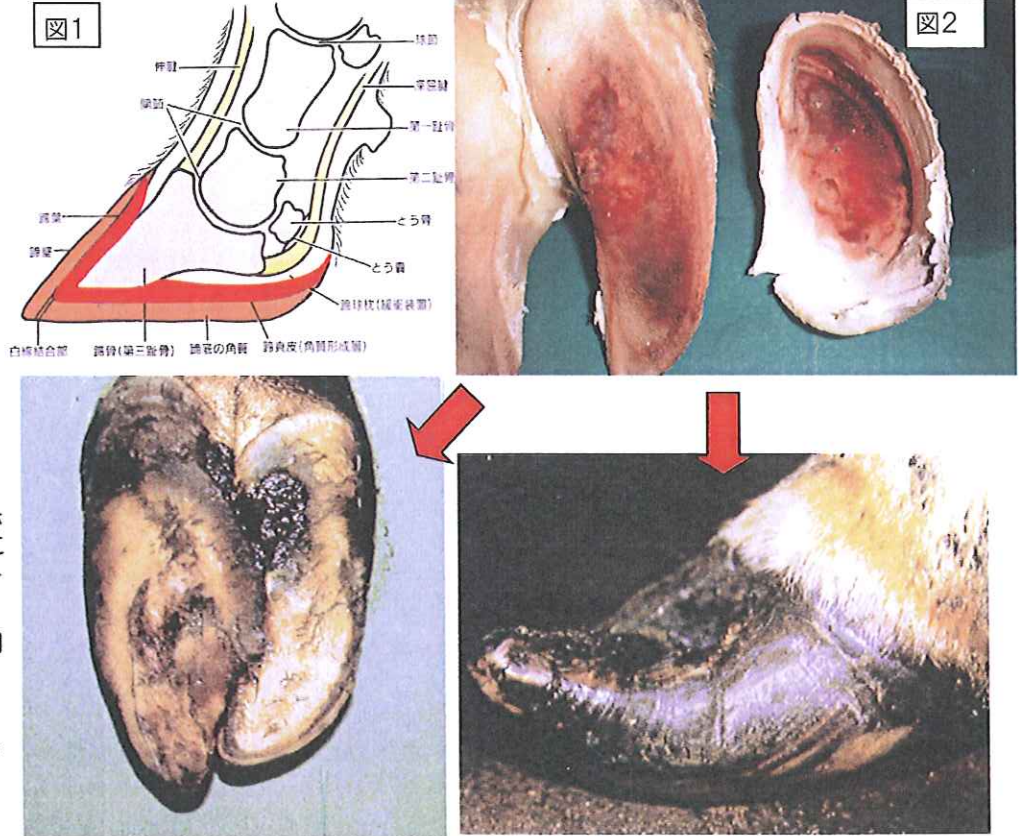 図1
図2
球節
伸腱
深屈腱
関節
第一趾骨
第二趾骨
蹄葉
とう骨
蹄壁
とう嚢
蹄球枕(緩衝装置)
白線結合部
蹄骨(第三趾骨)
蹄底の角質
蹄真皮(角質形成層)